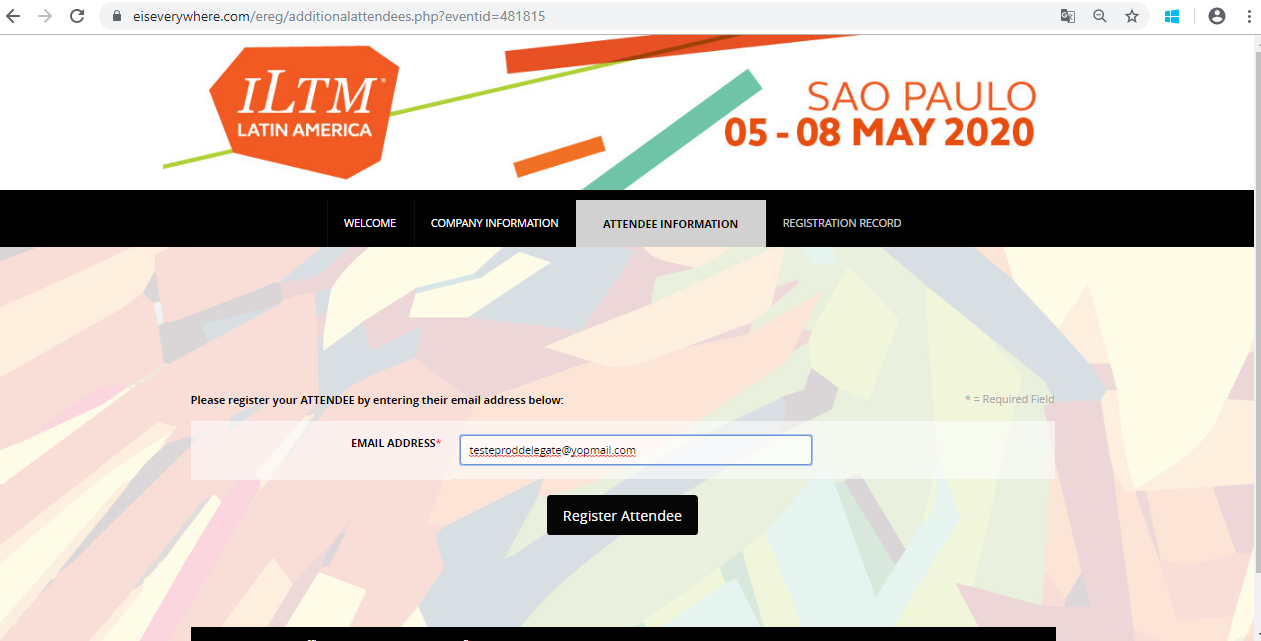 eiseverywhere.com/ereg/additionalattendees.php?eventid=481815
ILTM®
LATIN AMERICA
SAO PAULO
05 - 08 MAY 2020
WELCOME
COMPANY INFORMATION
ATTENDEE INFORMATION
REGISTRATION RECORD
Please register your ATTENDEE by entering their email address below:
* = Required Field
EMAIL ADDRESS*
testeproddelegate@yopmail.com
Register Attendee